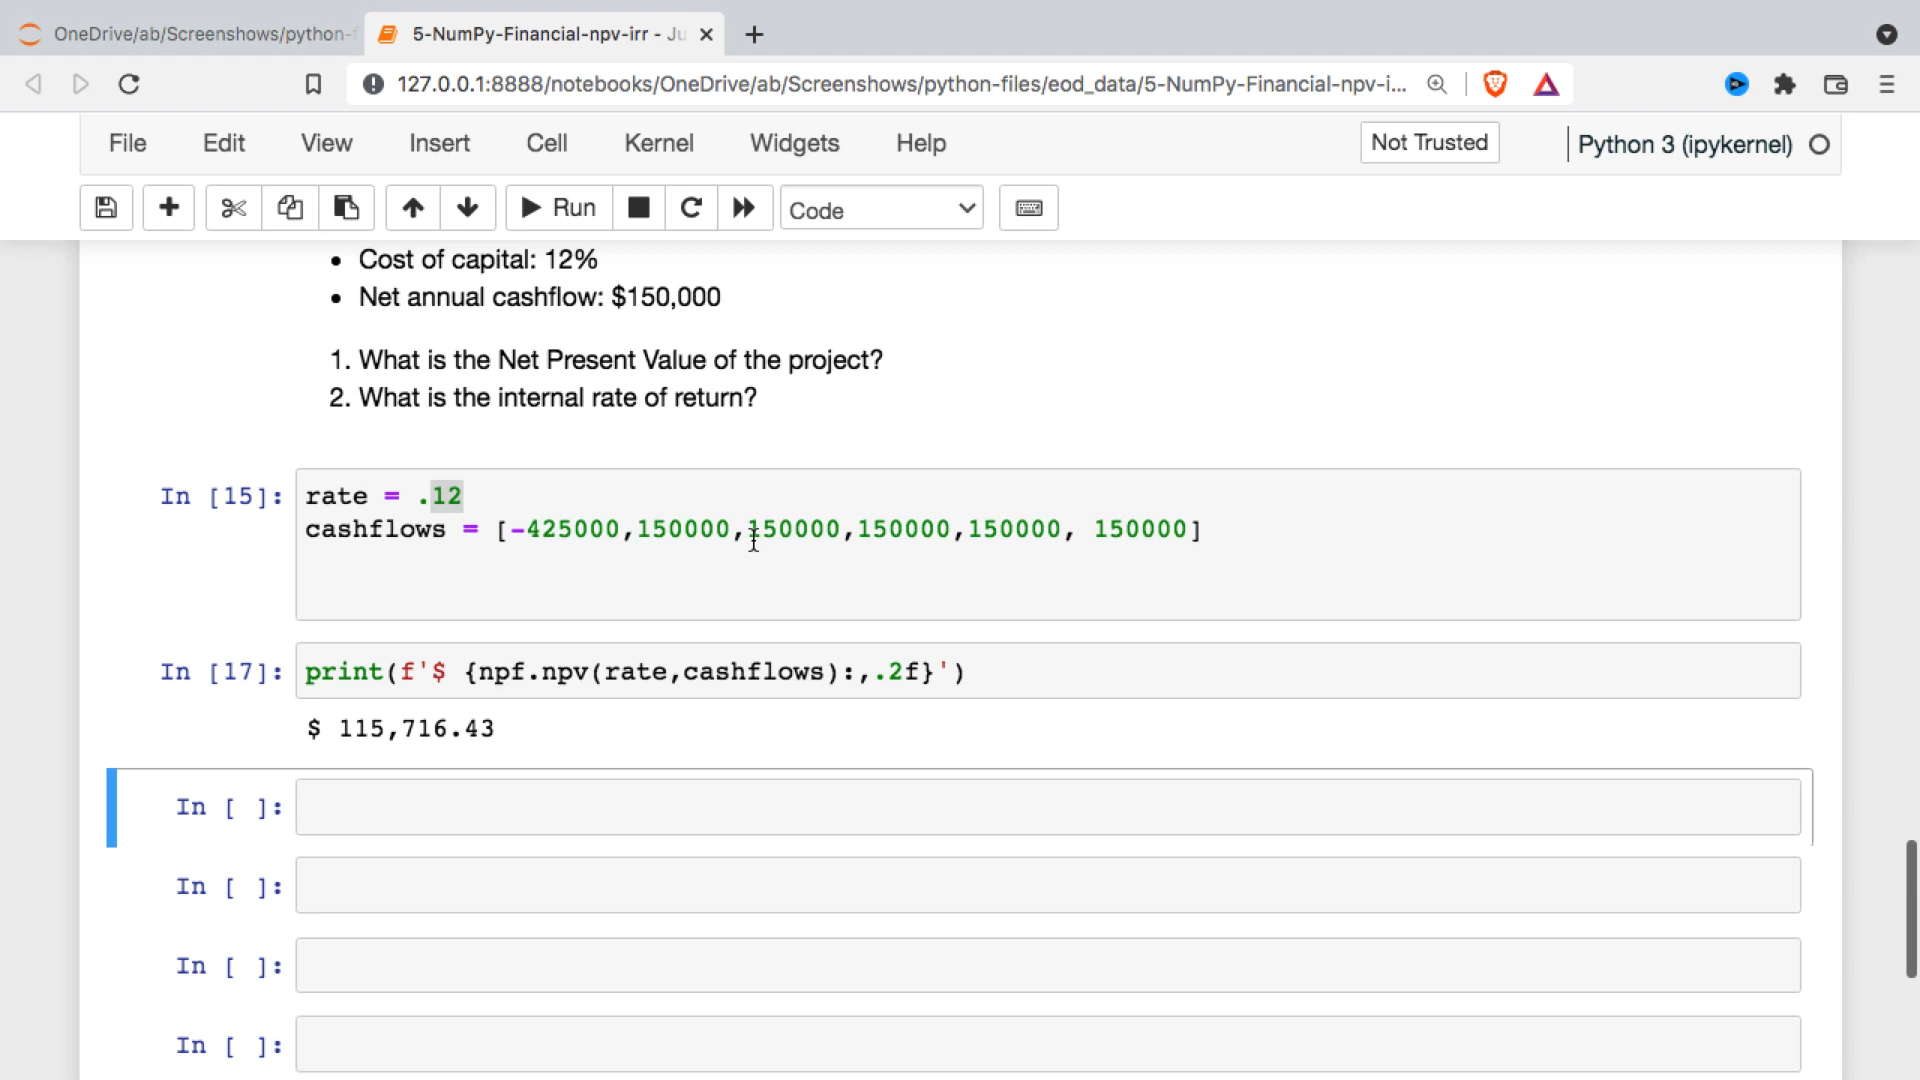 OneDrive/ab/Screenshows/python-f
5-NumPy-Financial-npv-irr - Ju
127.0.0.1:8888/notebooks/OneDrive/ab/Screenshows/python-files/eod_data/5-NumPy-Financial-npv-i...
File Edit View Insert Cell Kernel Widgets Help Not Trusted Python 3 (ipykernel)
Run Code
• Cost of capital: 12%
• Net annual cashflow: $150,000
1. What is the Net Present Value of the project?
2. What is the internal rate of return?
In [15]: rate = .12
cashflows = [-425000,150000,150000,150000,150000, 150000]
In [17]: print(f'$ {npf.npv(rate,cashflows):,.2f}')
$ 115,716.43
In [ ]:
In [ ]:
In [ ]:
In [ ]: